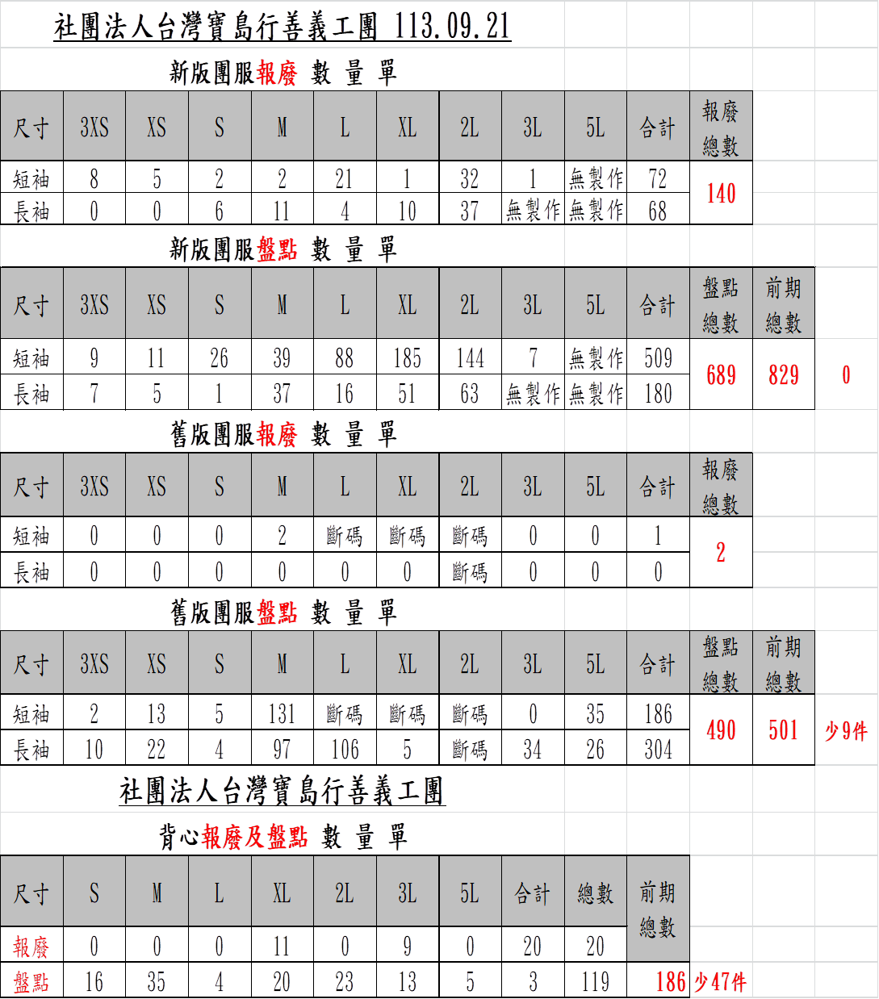 社團法人台灣寶島行善義工團 113.09.21
新版團服報廢 數 量 單
尺寸 3XS XS S M L XL 2L 3L 5L 合計 報廢總數
短袖 8 5 2 2 21 1 32 1 無製作 72 140
長袖 0 0 6 11 4 10 37 無製作 無製作 68
新版團服盤點 數 量 單
尺寸 3XS XS S M L XL 2L 3L 5L 合計 盤點總數 前期總數
短袖 9 11 26 39 88 185 144 7 無製作 509 689 829 0
長袖 7 5 1 37 16 51 63 無製作 無製作 180
舊版團服報廢 數 量 單
尺寸 3XS XS S M L XL 2L 3L 5L 合計 報廢總數
短袖 0 0 0 2 斷碼 斷碼 斷碼 0 0 1 2
長袖 0 0 0 0 0 0 斷碼 0 0 0
舊版團服盤點 數 量 單
尺寸 3XS XS S M L XL 2L 3L 5L 合計 盤點總數 前期總數
短袖 2 13 5 131 斷碼 斷碼 斷碼 0 35 186 490 501 少9件
長袖 10 22 4 97 106 5 斷碼 34 26 304
社團法人台灣寶島行善義工團
背心報廢及盤點 數 量 單
尺寸 S M L XL 2L 3L 5L 合計 總數 前期總數
報廢 0 0 0 11 0 9 0 20 20
盤點 16 35 4 20 23 13 5 3 119 186 少47件